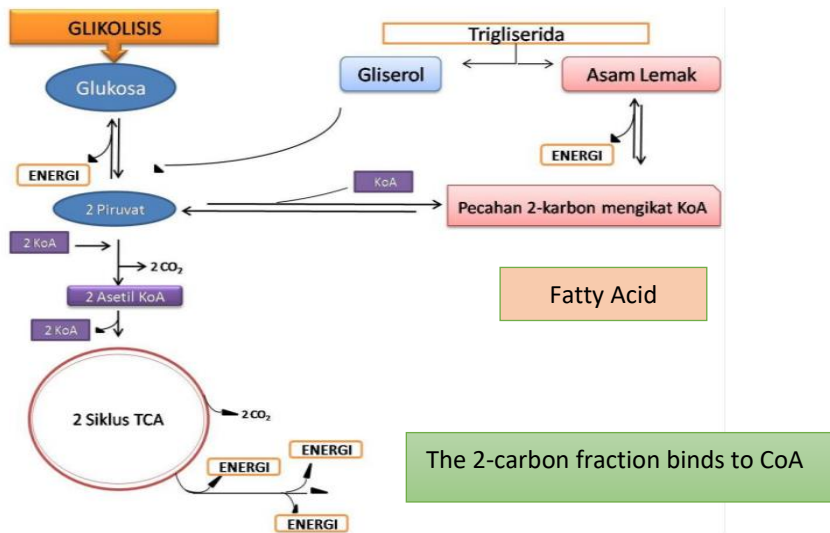 GLIKOLISIS
Trigliserida
Glukosa
Gliserol
Asam Lemak
ENERGI
ENERGI
KoA
2 Piruvat
Pecahan 2-karbon mengikat KoA
2 KoA
2 CO₂
2 Asetil KoA
Fatty Acid
2 KoA
2 Siklus TCA
2 CO₂
The 2-carbon fraction binds to CoA
ENERGI
ENERGI
ENERGI